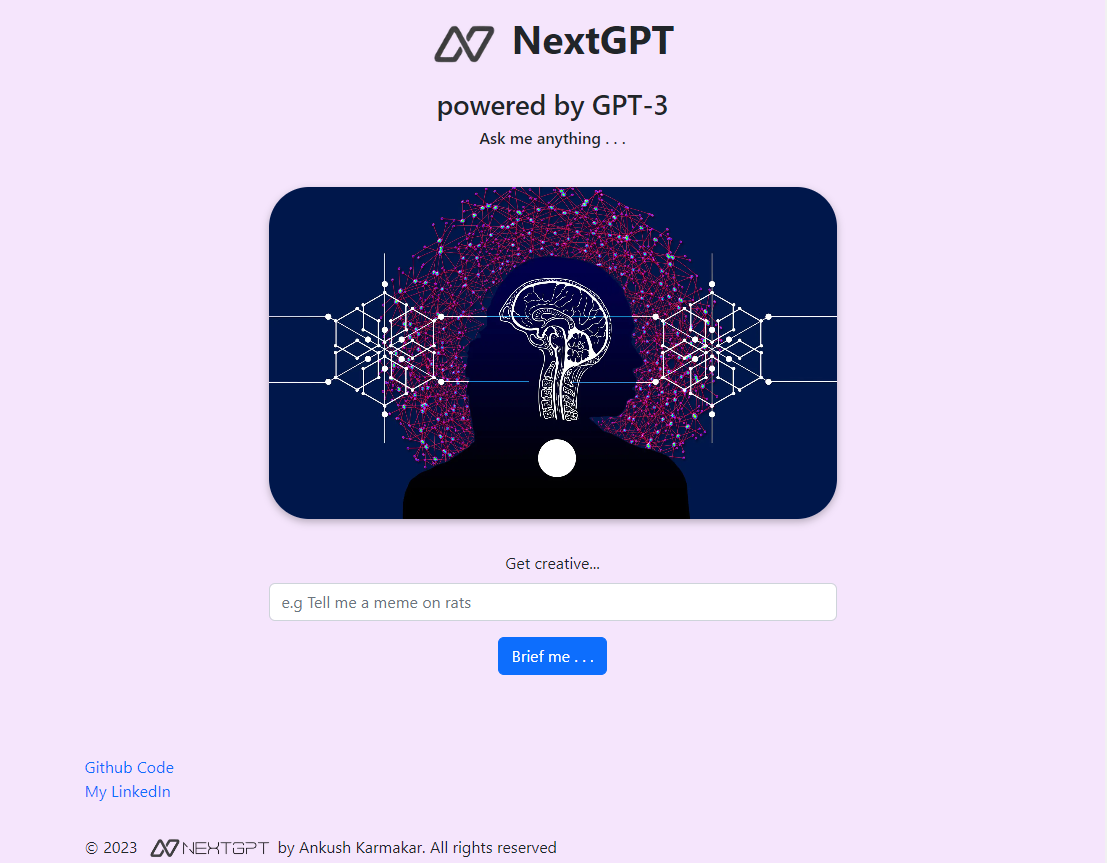 NextGPT
powered by GPT-3
Ask me anything . . .
Get creative...
e.g Tell me a meme on rats
Brief me . . .
Github Code
My LinkedIn
© 2023 NEXTGPT by Ankush Karmakar. All rights reserved